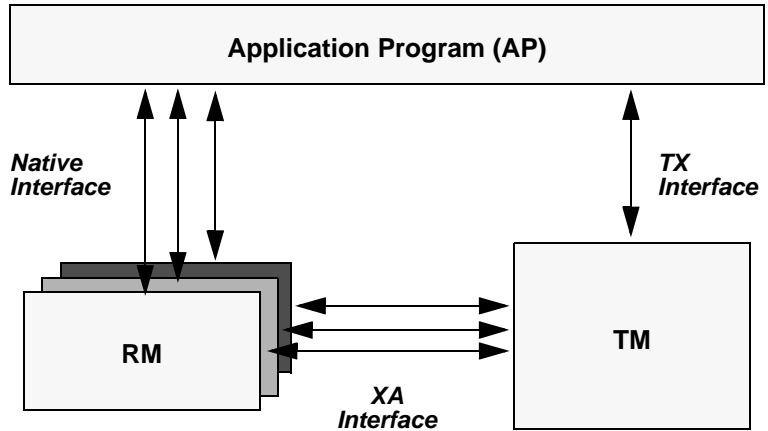 Application Program (AP)
Native
Interface
TX
Interface
RM
TM
XA
Interface